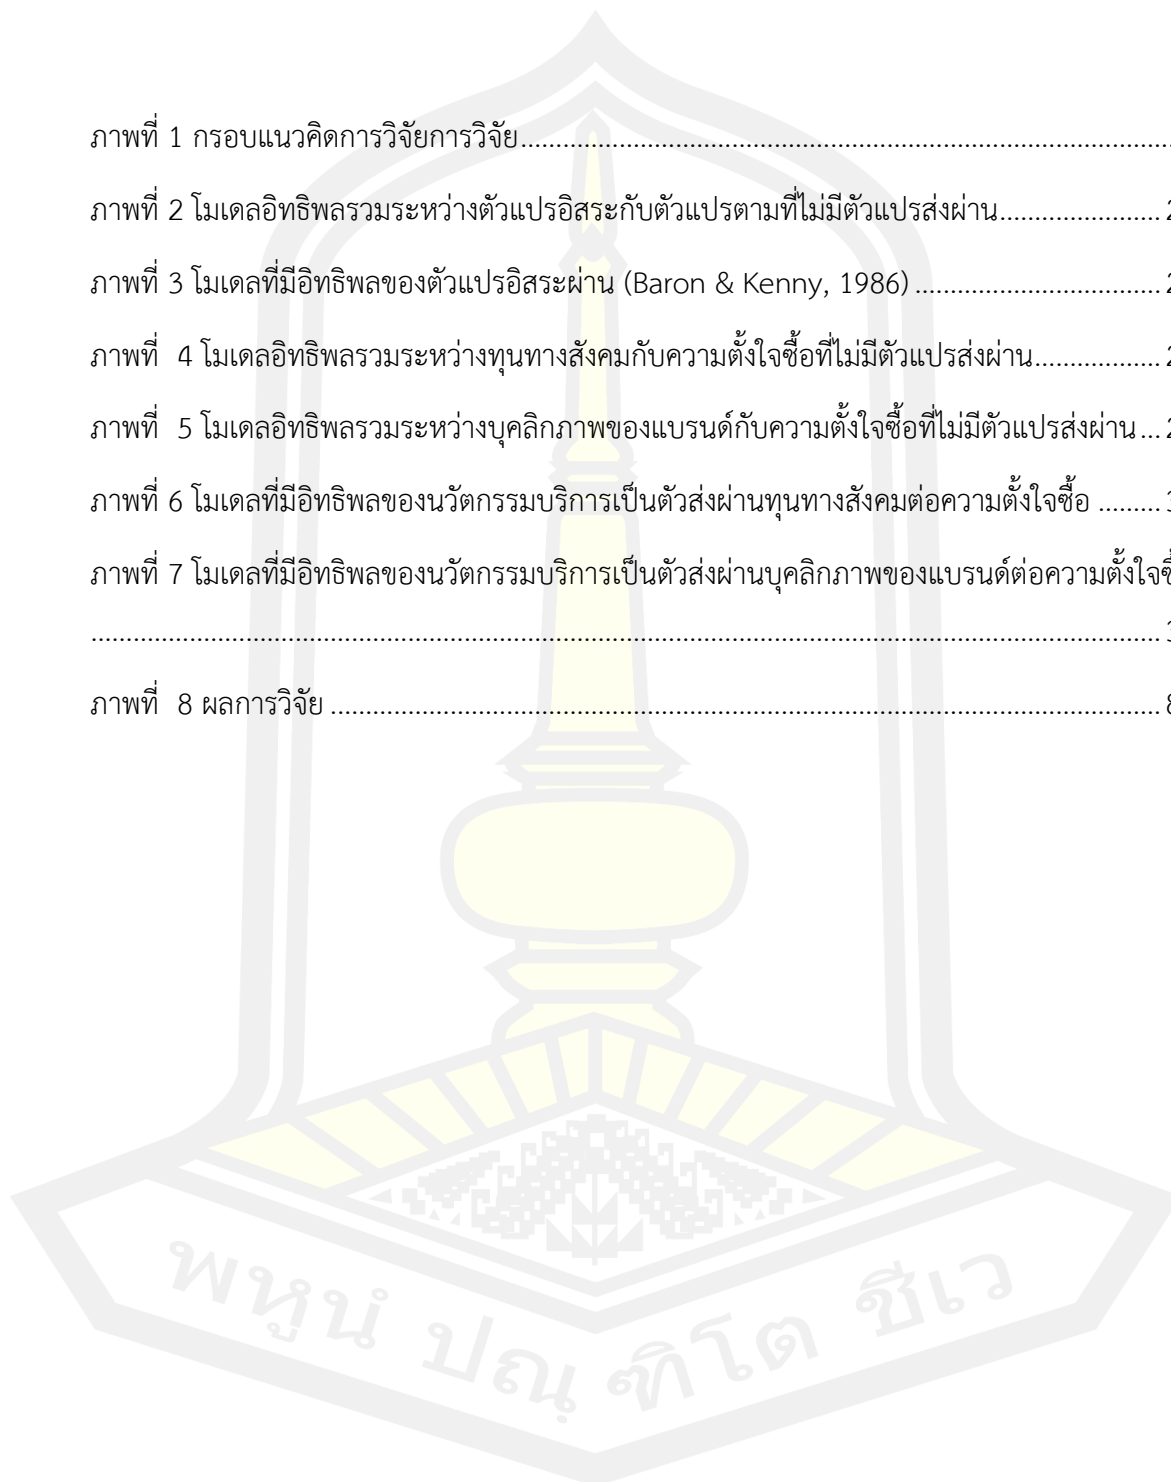 ภาพที่ 1 กรอบแนวคิดการวิจัยการวิจัย............................................................................................
ภาพที่ 2 โมเดลอิทธิพลรวมระหว่างตัวแปรอิสระกับตัวแปรตามที่ไม่มีตัวแปรส่งผ่าน....................... 2
ภาพที่ 3 โมเดลที่มีอิทธิพลของตัวแปรอิสระผ่าน (Baron & Kenny, 1986) ................................... 2
ภาพที่  4 โมเดลอิทธิพลรวมระหว่างทุนทางสังคมกับความตั้งใจซื้อที่ไม่มีตัวแปรส่งผ่าน.................. 2
ภาพที่  5 โมเดลอิทธิพลรวมระหว่างบุคลิกภาพของแบรนด์กับความตั้งใจซื้อที่ไม่มีตัวแปรส่งผ่าน ... 2
ภาพที่ 6 โมเดลที่มีอิทธิพลของนวัตกรรมบริการเป็นตัวส่งผ่านทุนทางสังคมต่อความตั้งใจซื้อ ......... 3
ภาพที่ 7 โมเดลที่มีอิทธิพลของนวัตกรรมบริการเป็นตัวส่งผ่านบุคลิกภาพของแบรนด์ต่อความตั้งใจซื้
......................................................................................................................................................... 3
ภาพที่  8 ผลการวิจัย ...................................................................................................................... 8
พหูนํ ปณฺฑิโต ชีเว